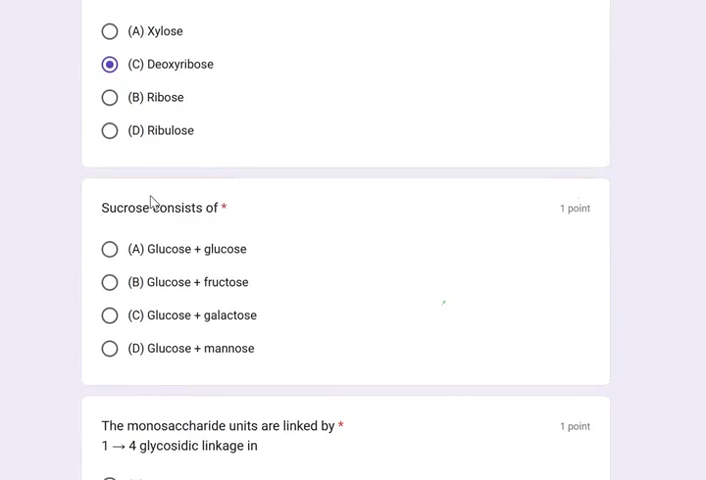 (A) Xylose
(C) Deoxyribose
(B) Ribose
(D) Ribulose
Sucrose consists of *
1 point
(A) Glucose + glucose
(B) Glucose + fructose
(C) Glucose + galactose
(D) Glucose + mannose
The monosaccharide units are linked by *
1 point
1 → 4 glycosidic linkage in